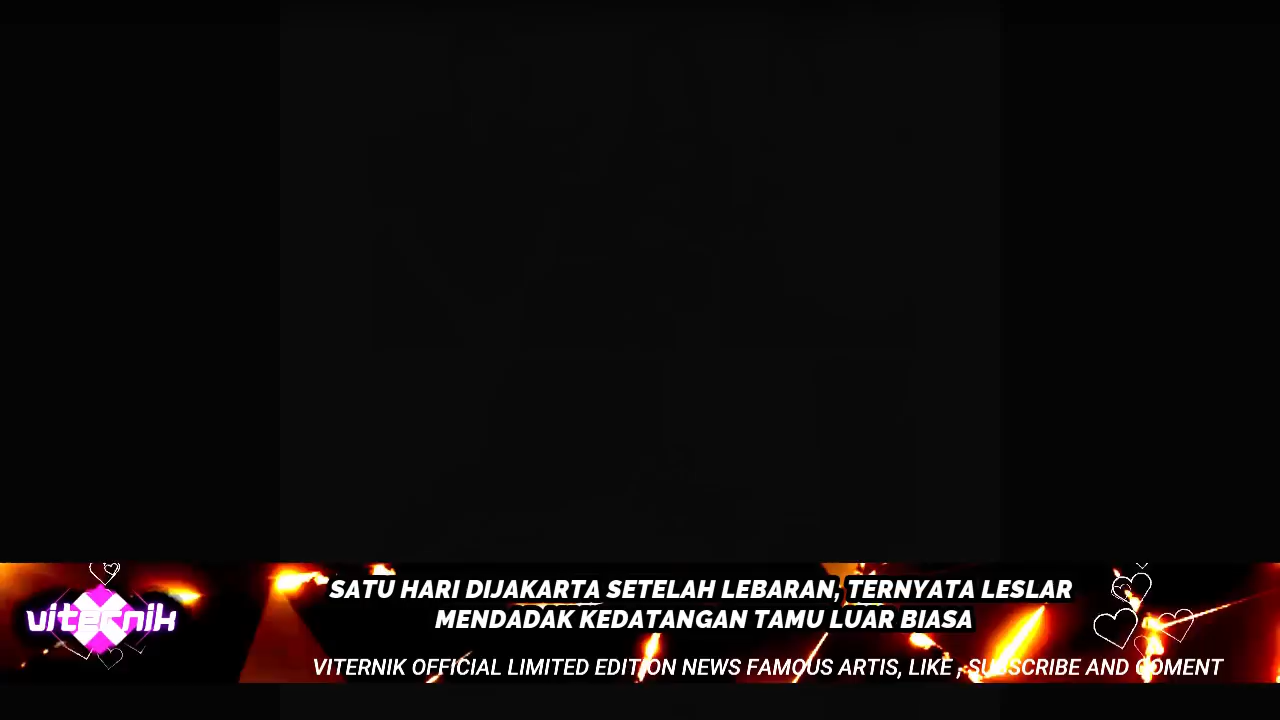 SATU HARI DIJAKARTA SETELAH LEBARAN, TERNYATA LESLAR
MENDADAK KEDATANGAN TAMU LUAR BIASA
viternik
VITERNIK OFFICIAL LIMITED EDITION NEWS FAMOUS ARTIS, LIKE , SUBSCRIBE AND COMENT